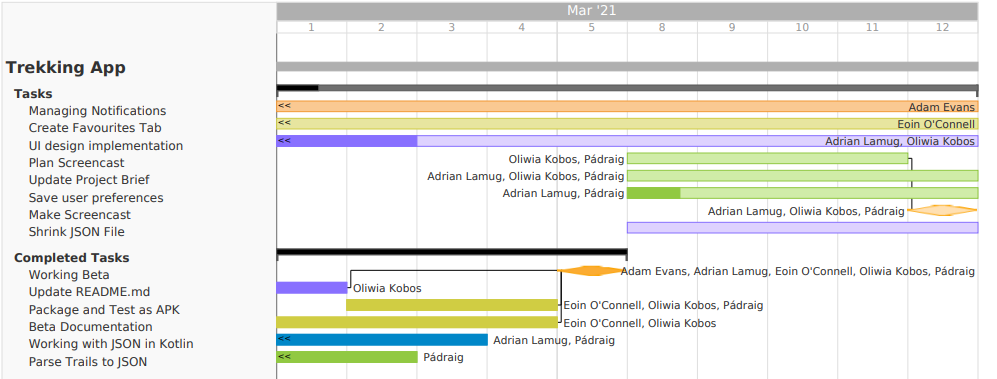 Mar '21
1 2 3 4 5 8 9 10 11 12
Trekking App
Tasks
Managing Notifications << Adam Evans
Create Favourites Tab << Eoin O'Connell
UI design implementation << Adrian Lamug, Oliwia Kobos
Plan Screencast Oliwia Kobos, Pádraig
Update Project Brief Adrian Lamug, Oliwia Kobos, Pádraig
Save user preferences Adrian Lamug, Pádraig
Make Screencast Adrian Lamug, Oliwia Kobos, Pádraig
Shrink JSON File
Completed Tasks
Working Beta Adam Evans, Adrian Lamug, Eoin O'Connell, Oliwia Kobos, Pádraig
Update README.md Oliwia Kobos
Package and Test as APK Eoin O'Connell, Oliwia Kobos, Pádraig
Beta Documentation Eoin O'Connell, Oliwia Kobos
Working with JSON in Kotlin << Adrian Lamug, Pádraig
Parse Trails to JSON << Pádraig